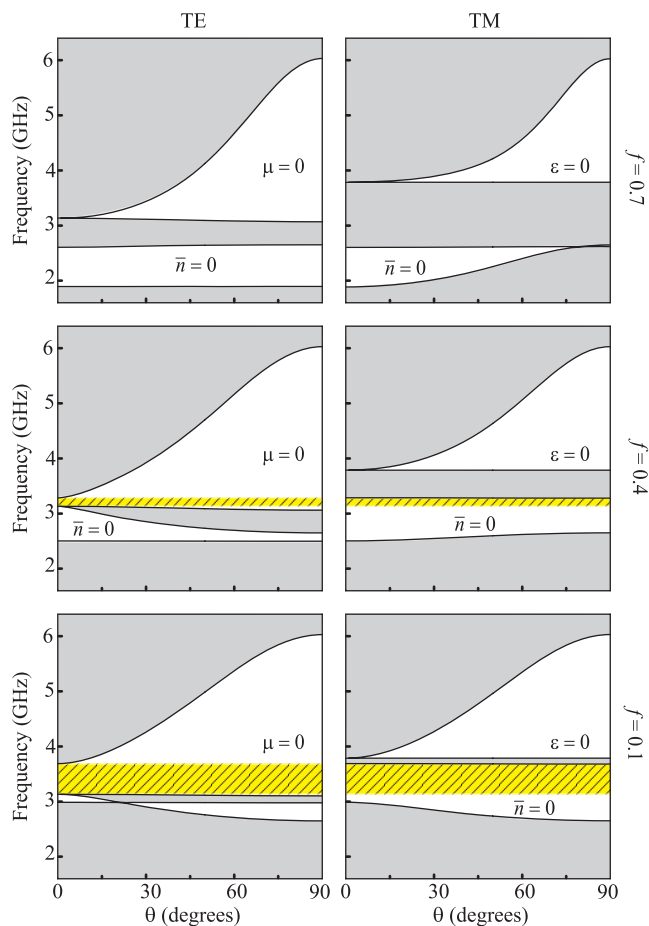 TE
TM
Frequency (GHz)
6
5
4
3
2
μ = 0
n̅ = 0
ε = 0
n̅ = 0
f = 0.7
Frequency (GHz)
6
5
4
3
2
μ = 0
n̅ = 0
ε = 0
n̅ = 0
f = 0.4
Frequency (GHz)
6
5
4
3
2
μ = 0
ε = 0
n̅ = 0
f = 0.1
0 30 60 90
0 30 60 90
θ (degrees)
θ (degrees)